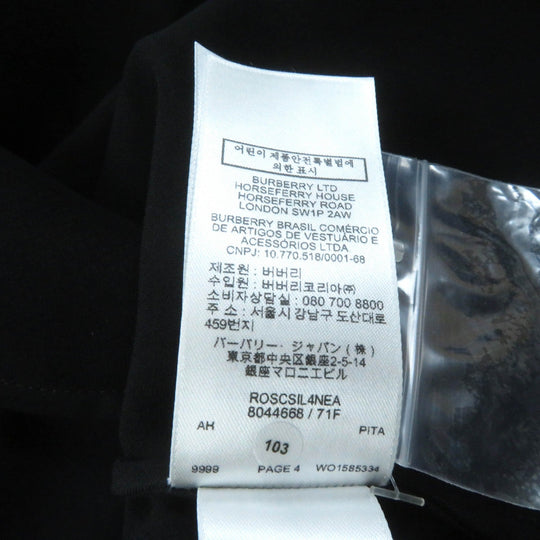 어린이 제품안전특별법에
의한 표시
BURBERRY LTD
HORSEFERRY HOUSE
HORSEFERRY ROAD
LONDON SW1P 2AW
BURBERRY BRASIL COMÉRCIO
DE ARTIGOS DE VESTUÁRIO E
ACESSÓRIOS LTDA
CNPJ: 10.770.518/0001-68
제조원 : 버버리
수입원 : 버버리코리아㈜
소비자상담실 : 080 700 8800
주소 : 서울시 강남구 도산대로
459번지
バーバリー・ジャパン(株)
東京都中央区銀座2-5-14
銀座マロニエビル
ROSCSIL4NEA
8044668 / 71F
AH PITA
103
9999 PAGE 4 WO1585334